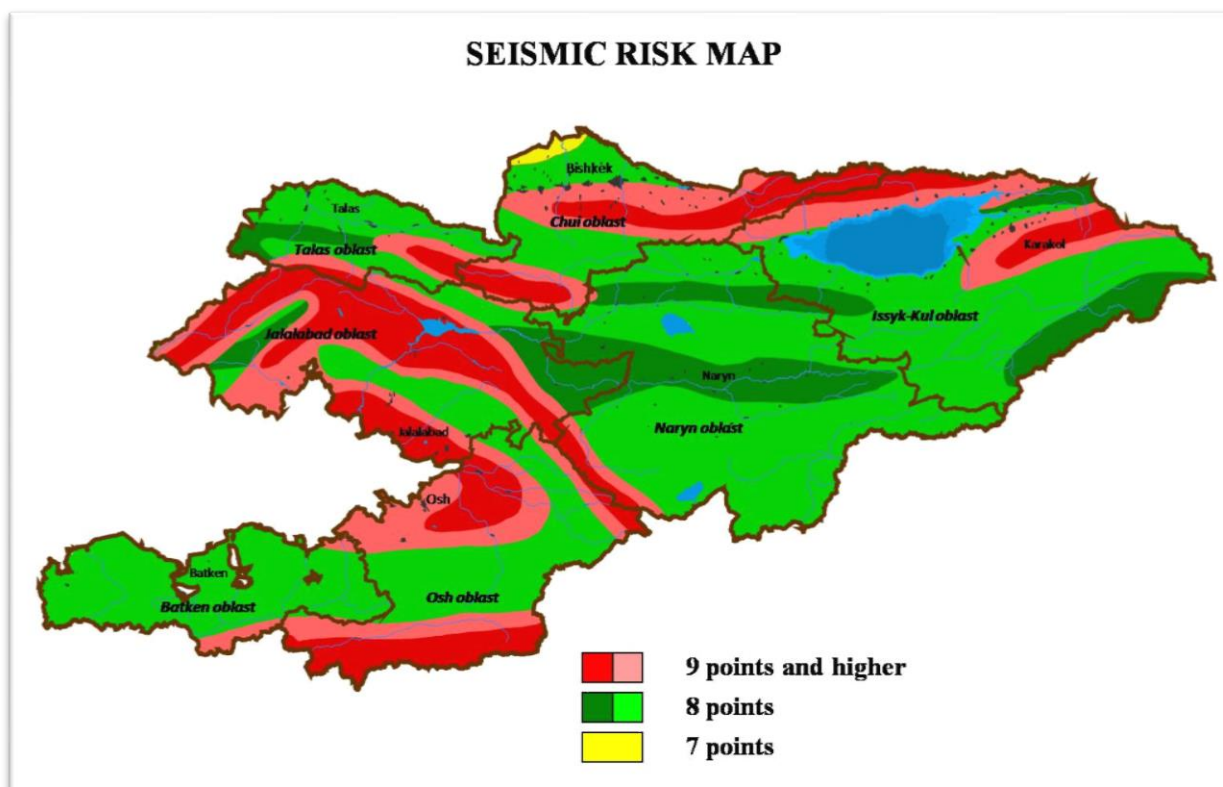 SEISMIC RISK MAP
Bishkek
Talas
Chui oblast
Talas oblast
Karakol
Issyk-Kul oblast
Jalalabad oblast
Naryn
Naryn oblast
Jalalabad
Osh
Batken
Batken oblast
Osh oblast
9 points and higher
8 points
7 points